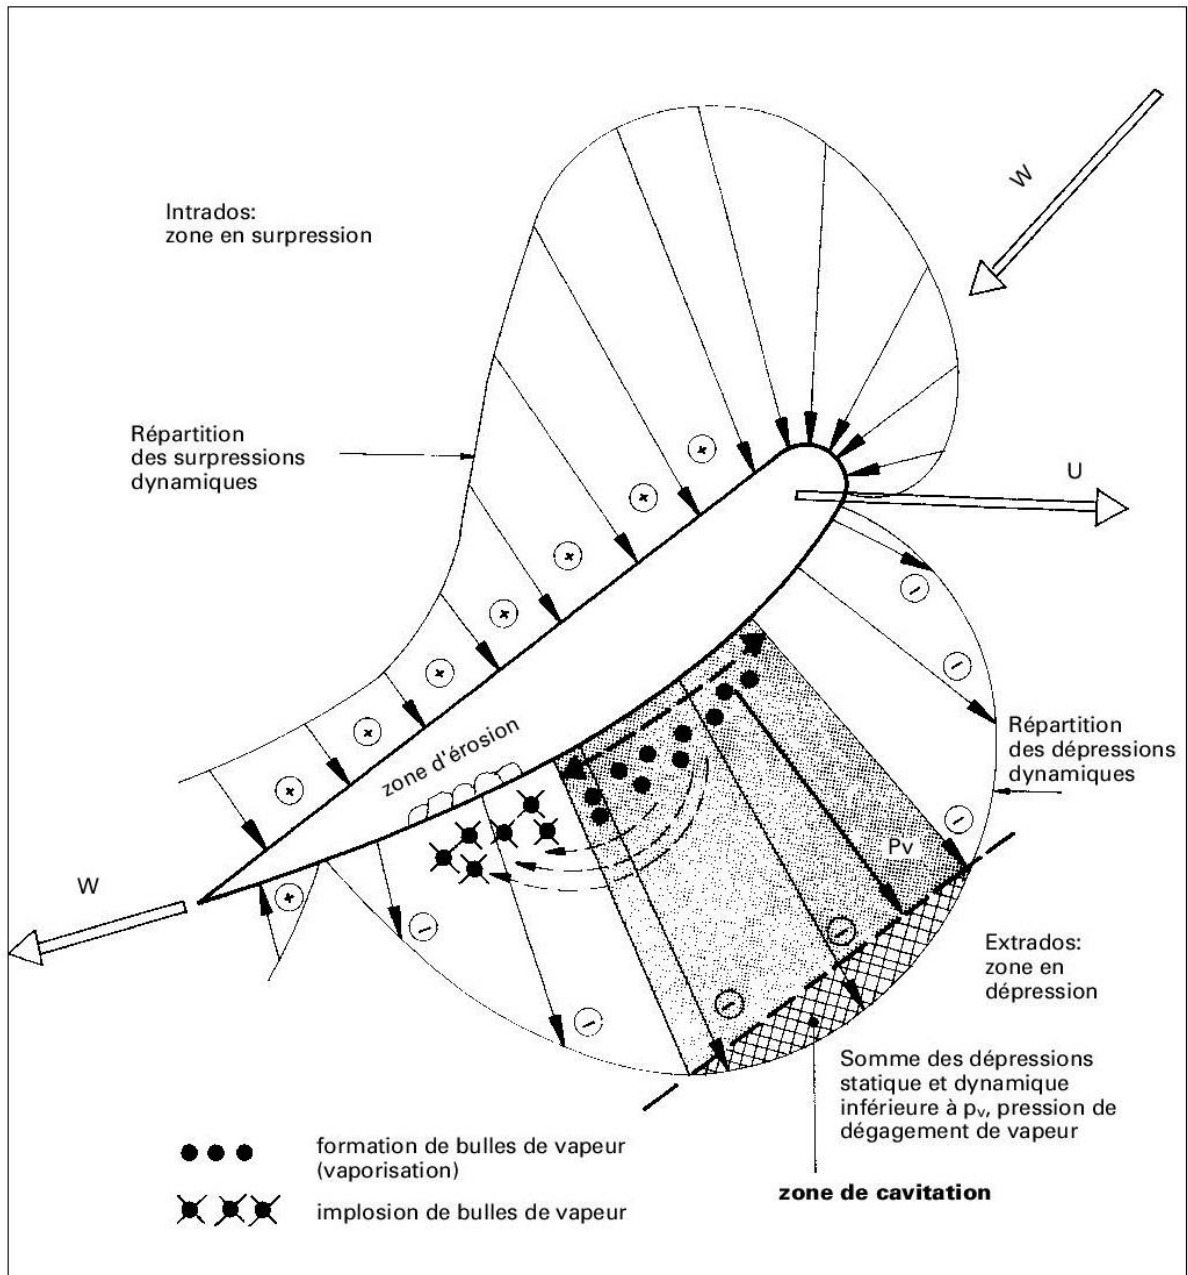 W
Intrados:
zone en surpression
Répartition
des surpressions
dynamiques
U
zone d'érosion
Répartition
des dépressions
dynamiques
Pv
W
Extrados:
zone en
dépression
Somme des dépressions
statique et dynamique
inférieure à pv, pression de
dégagement de vapeur
formation de bulles de vapeur
(vaporisation)
zone de cavitation
implosion de bulles de vapeur